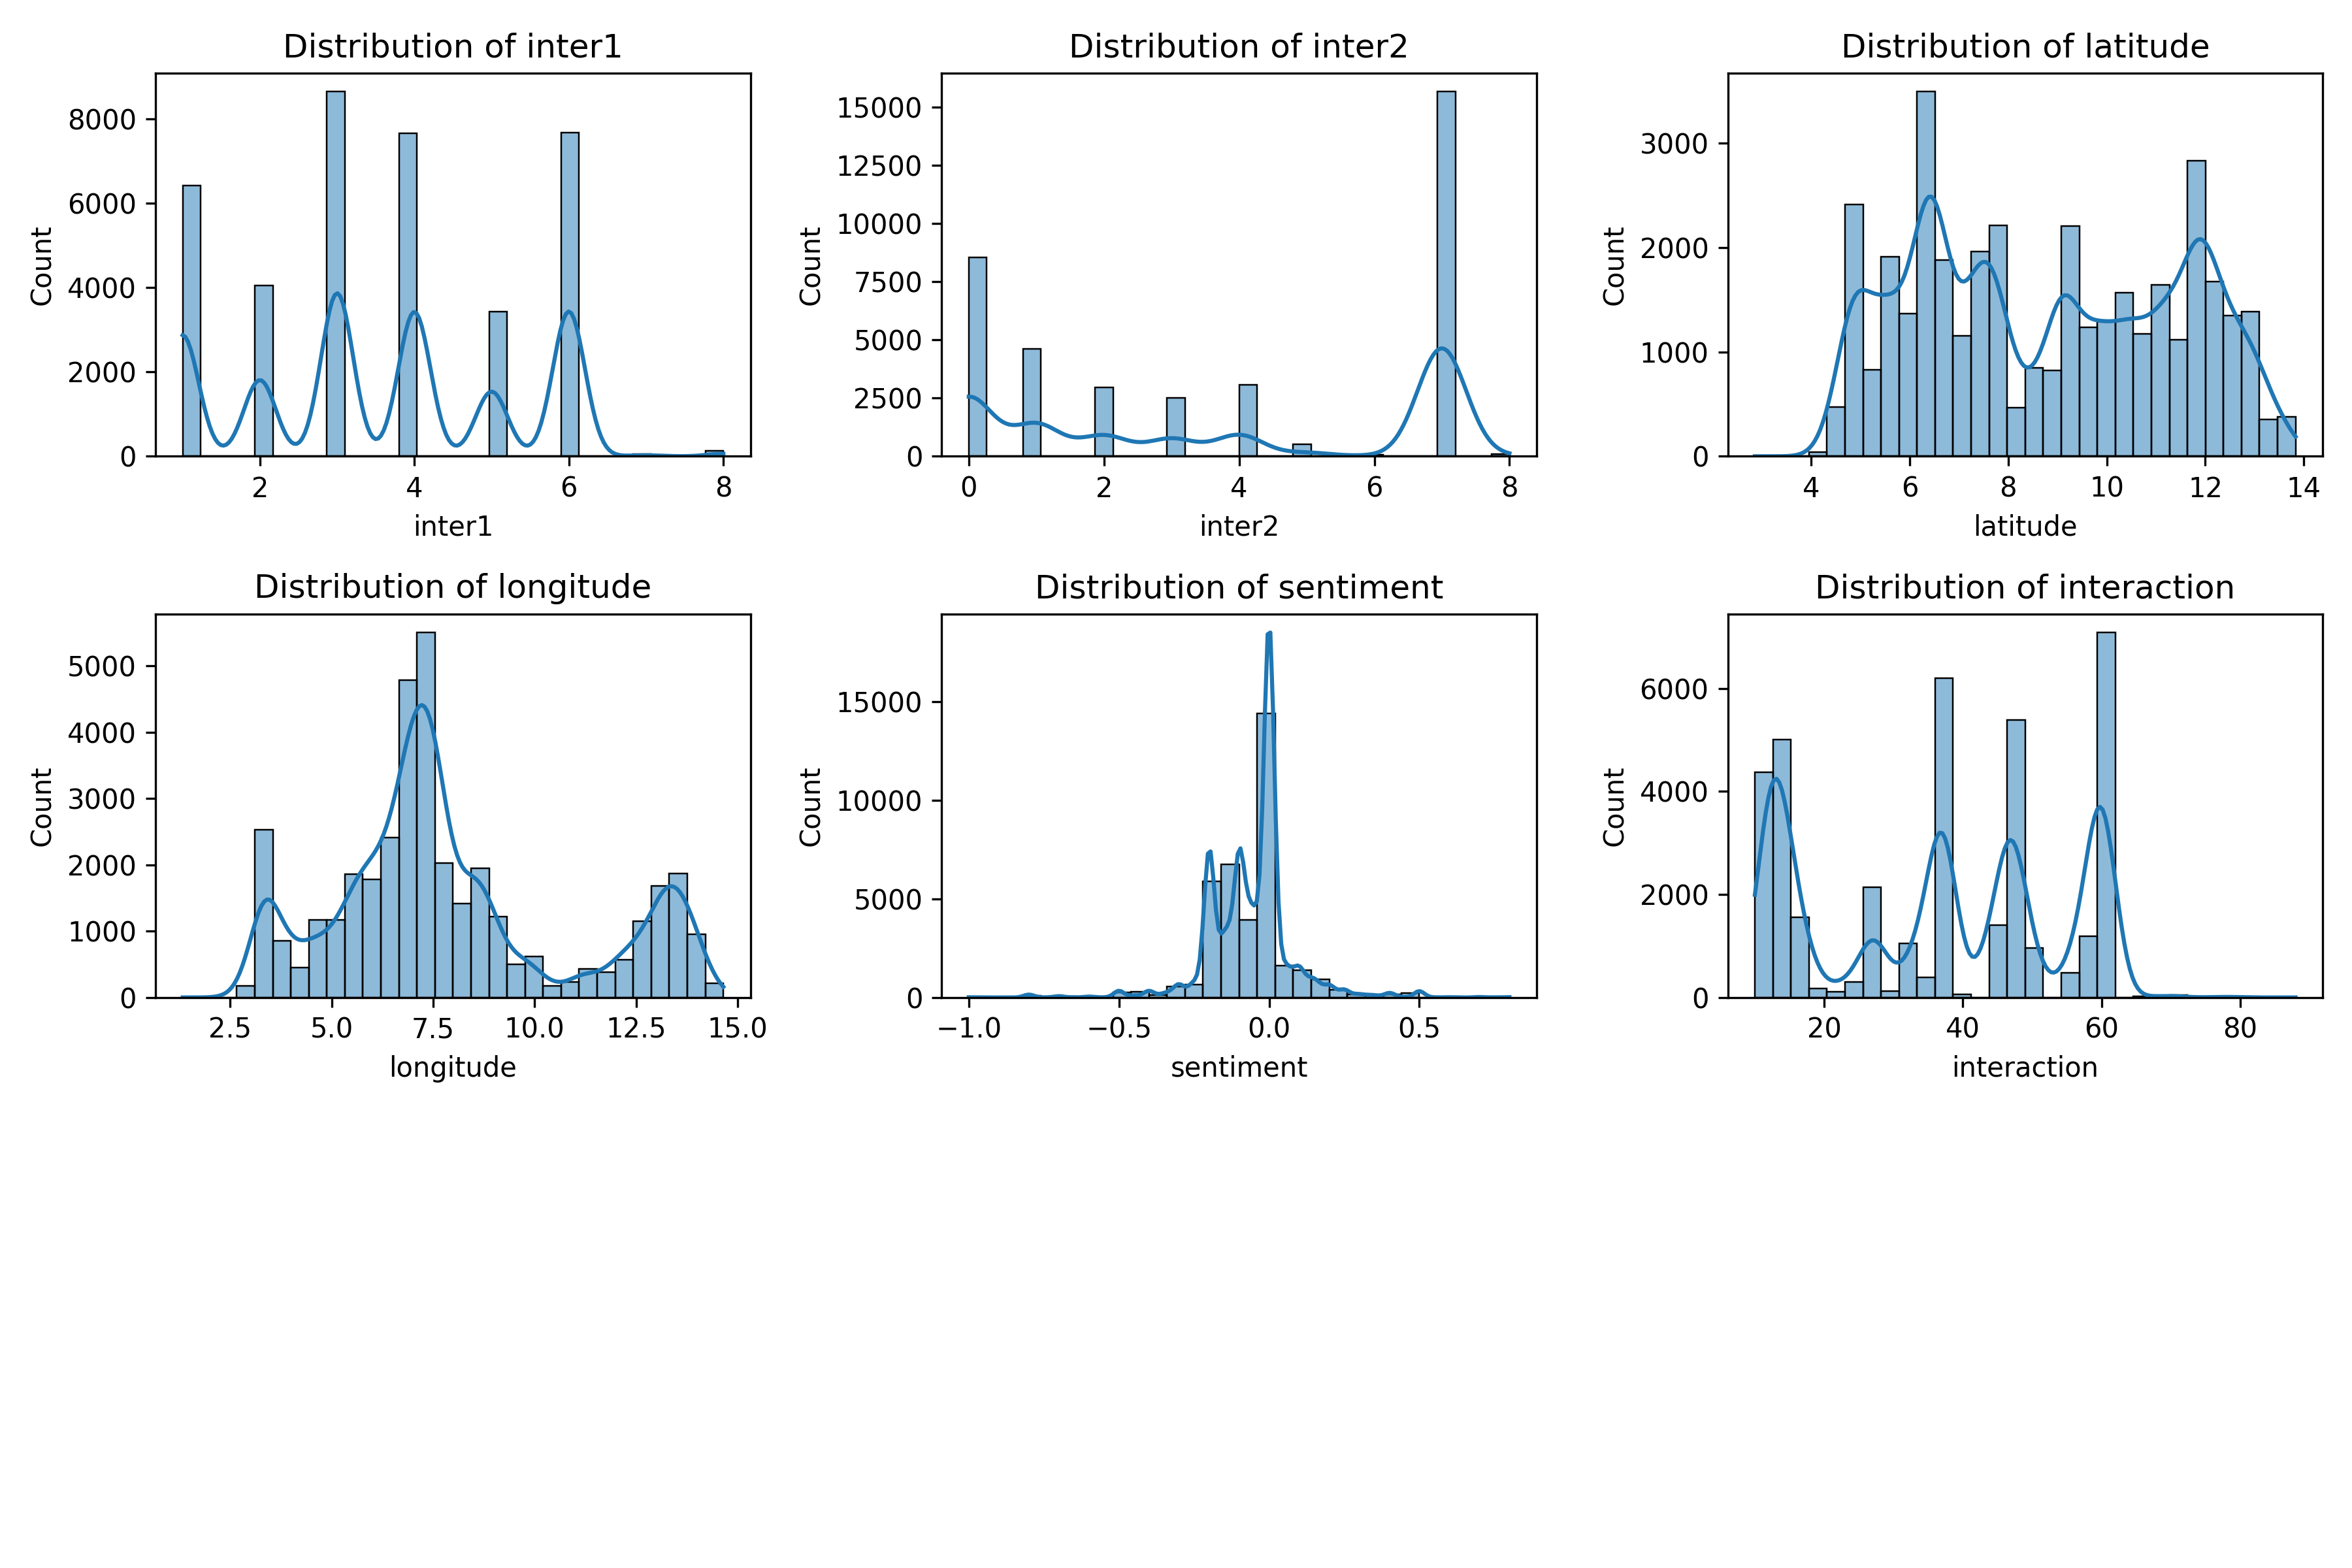 Distribution of inter1
Count
8000
6000
4000
2000
0
2 4 6 8
inter1
Distribution of inter2
Count
15000
12500
10000
7500
5000
2500
0
0 2 4 6 8
inter2
Distribution of latitude
Count
3000
2000
1000
0
4 6 8 10 12 14
latitude
Distribution of longitude
Count
5000
4000
3000
2000
1000
0
2.5 5.0 7.5 10.0 12.5 15.0
longitude
Distribution of sentiment
Count
15000
10000
5000
0
−1.0 −0.5 0.0 0.5
sentiment
Distribution of interaction
Count
6000
4000
2000
0
20 40 60 80
interaction